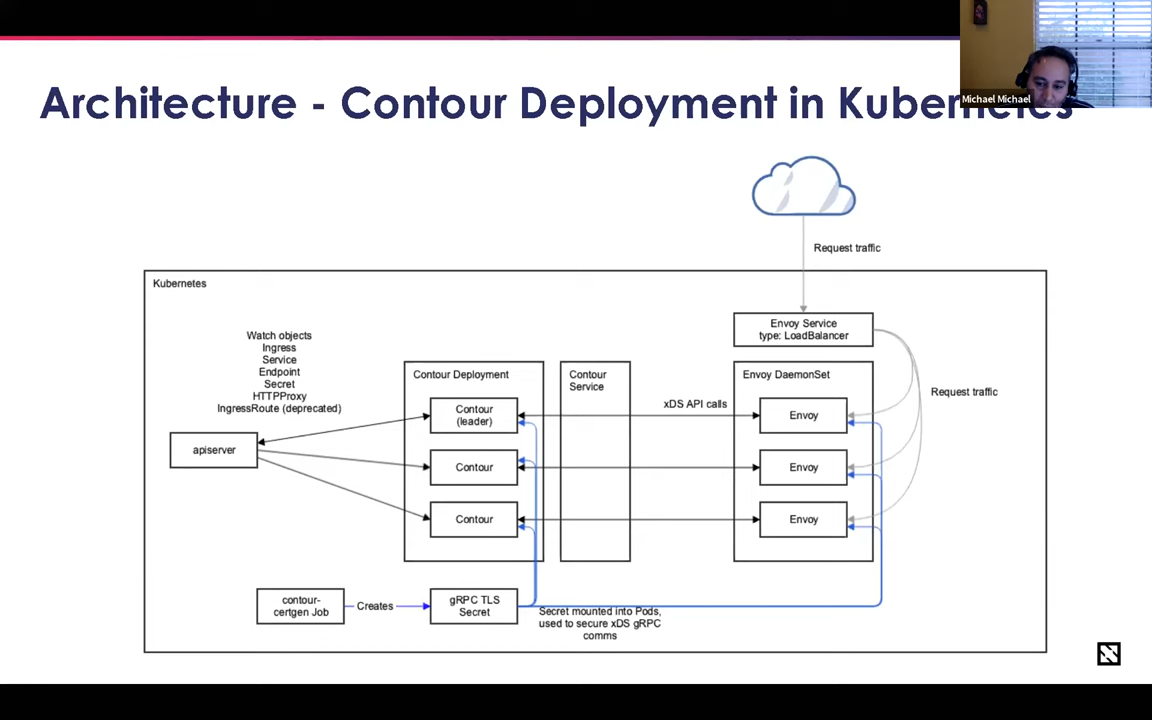 Architecture - Contour Deployment in Kubernetes
Michael Michael
Request traffic
Kubernetes
Envoy Service
type: LoadBalancer
Watch objects
Ingress
Service
Endpoint
Secret
HTTPProxy
IngressRoute (deprecated)
apiserver
Contour Deployment
Contour
(leader)
Contour
Contour
Contour
Service
xDS API calls
Envoy DaemonSet
Envoy
Envoy
Envoy
Request traffic
contour-
certgen Job
Creates
gRPC TLS
Secret
Secret mounted into Pods,
used to secure xDS gRPC
comms